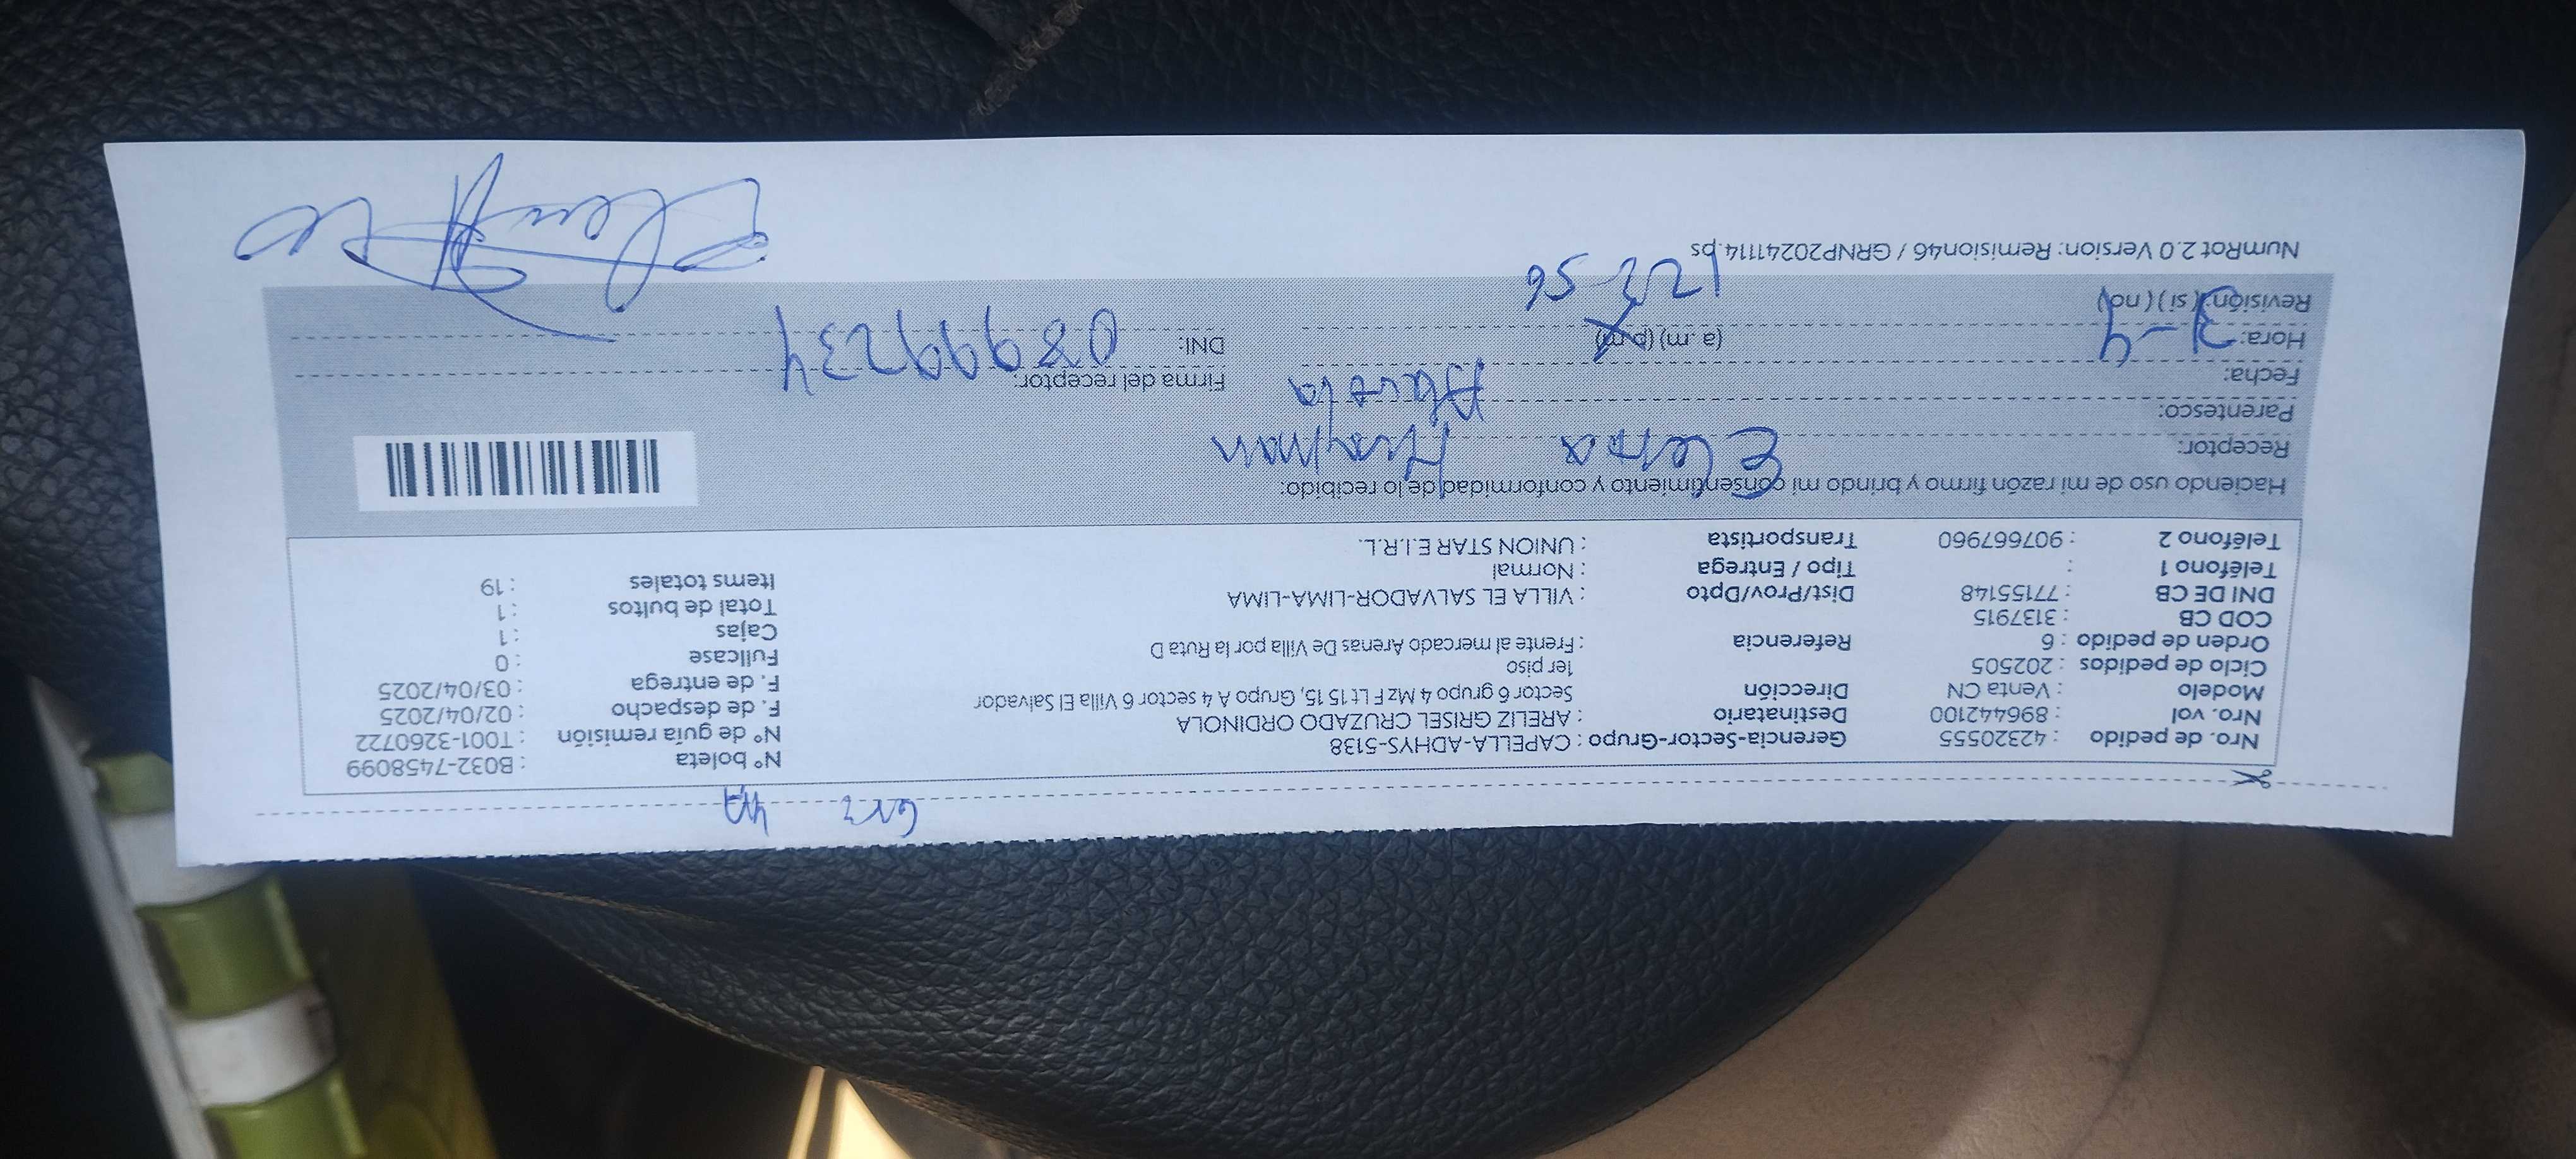 Nro. de pedido : 42320555 Gerencia-Sector-Grupo : CAPELLA-ADHYS-5138 N° boleta : B032-7458099
Nro. vol : 896442100 Destinatario : ARELIZ GRISEL CRUZADO ORDINOLA N° de guía remisión : T001-3260722
Modelo : Venta CN Dirección Sector 6 grupo 4 Mz F Lt 15 15, Grupo A 4 sector 6 Villa El Salvador F. de despacho : 02/04/2025
Ciclo de pedidos : 202505 1er piso F. de entrega : 03/04/2025
Orden de pedido : 6 Referencia : Frente al mercado Arenas De Villa por la Ruta D Fullcase : 0
COD CB : 3137915 Cajas : 1
DNI DE CB : 77155148 Dist/Prov/Dpto : VILLA EL SALVADOR-LIMA-LIMA Total de bultos : 1
Teléfono 1 : Tipo / Entrega : Normal Items totales : 19
Teléfono 2 : 907667960 Transportista : UNION STAR E.I.R.L.
Haciendo uso de mi razón firmo y brindo mi consentimiento y conformidad de lo recibido:
Receptor: Elena Huayman
Parentesco: Abuela
Fecha: 3-4 Firma del receptor:
Hora: (a.m) (p.m) DNI: 08999234
Revisión: (si) (no) 12 56
NumRot 2.0 Version: Remision46 / GRNP20241114.ps